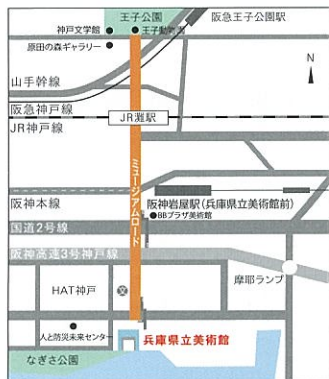 王子公園
阪急王子公園駅
神戸文学館
王子動物園
原田の森ギャラリー
N
山手幹線
阪急神戸線
JR灘駅
JR神戸線
ミュージアムロード
阪神本線
阪神岩屋駅(兵庫県立美術館前)
BBプラザ美術館
国道2号線
阪神高速3号神戸線
摩耶ランプ
HAT神戸
文
人と防災未来センター
兵庫県立美術館
なぎさ公園